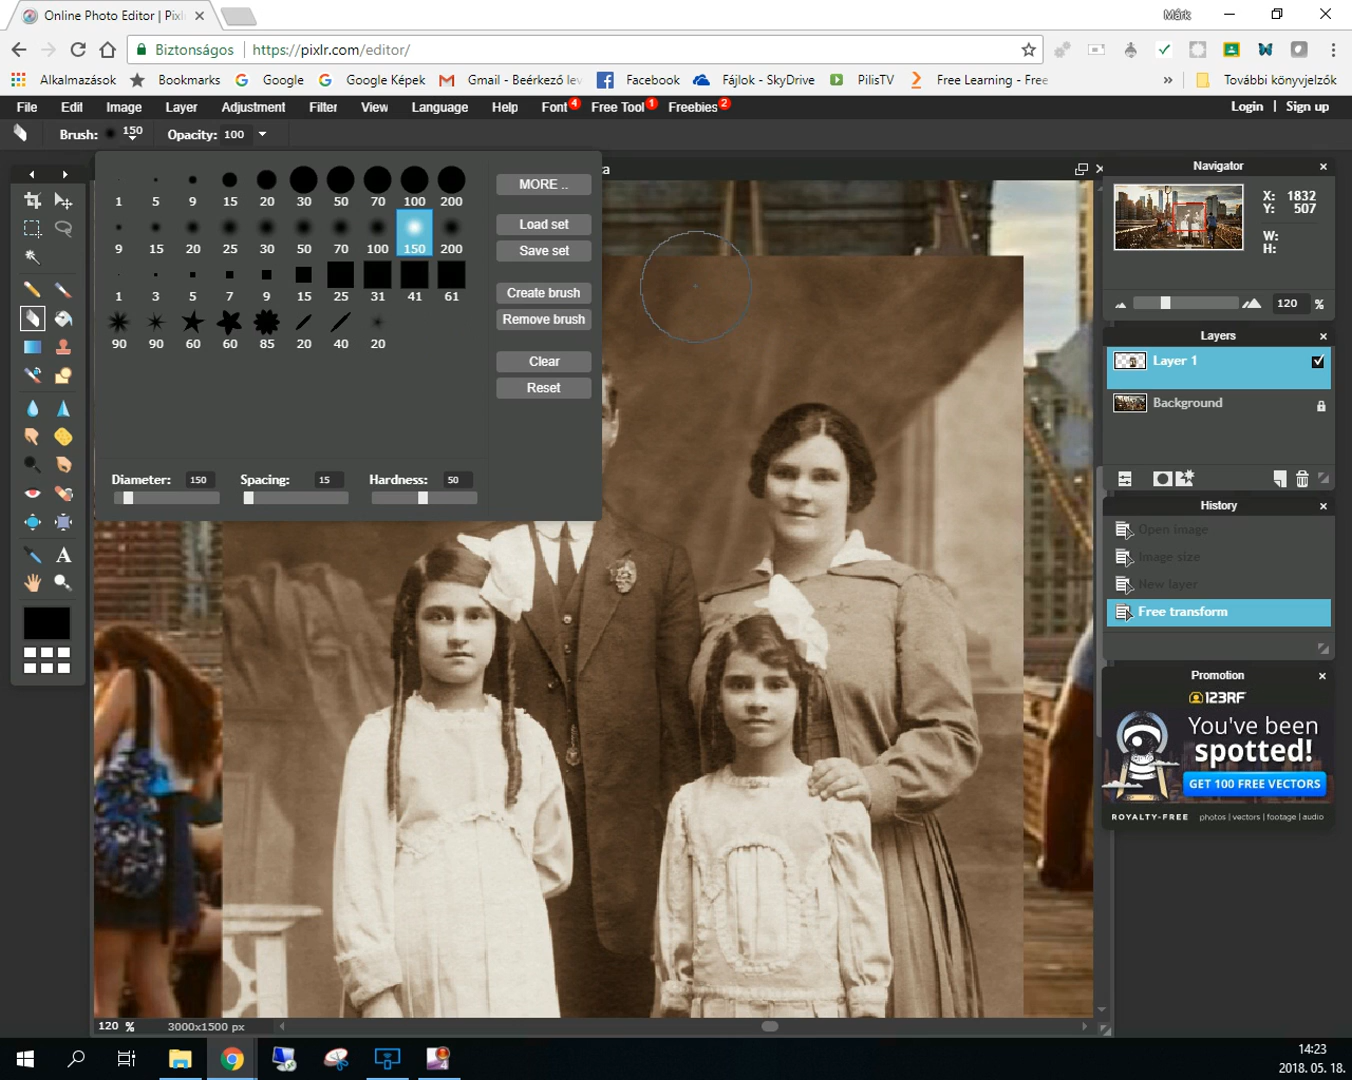 Online Photo Editor | Pixl
Márk
Biztonságos
https://pixlr.com/editor/
Alkalmazások
Bookmarks
Google
Google Képek
Gmail - Beérkező lev
Facebook
Fájlok - SkyDrive
PilisTV
Free Learning - Free
»
További könyvjelzők
File Edit Image Layer Adjustment Filter View Language Help Font 4 Free Tool 1 Freebies 2
Login | Sign up
Brush: 150 Opacity: 100
1 5 9 15 20 30 50 70 100 200
9 15 20 25 30 50 70 100 150 200
1 3 5 7 9 15 25 31 41 61
90 90 60 60 85 20 40 20
MORE ..
Load set
Save set
Create brush
Remove brush
Clear
Reset
Diameter: 150 Spacing: 15 Hardness: 50
Navigator
X: 1832
Y: 507
W:
H:
120 %
Layers
Layer 1
Background
History
Open image
Image size
New layer
Free transform
Promotion
123RF
You've been
spotted!
GET 100 FREE VECTORS
ROYALTY-FREE photos | vectors | footage | audio
A
120 % 3000x1500 px
14:23
2018. 05. 18.